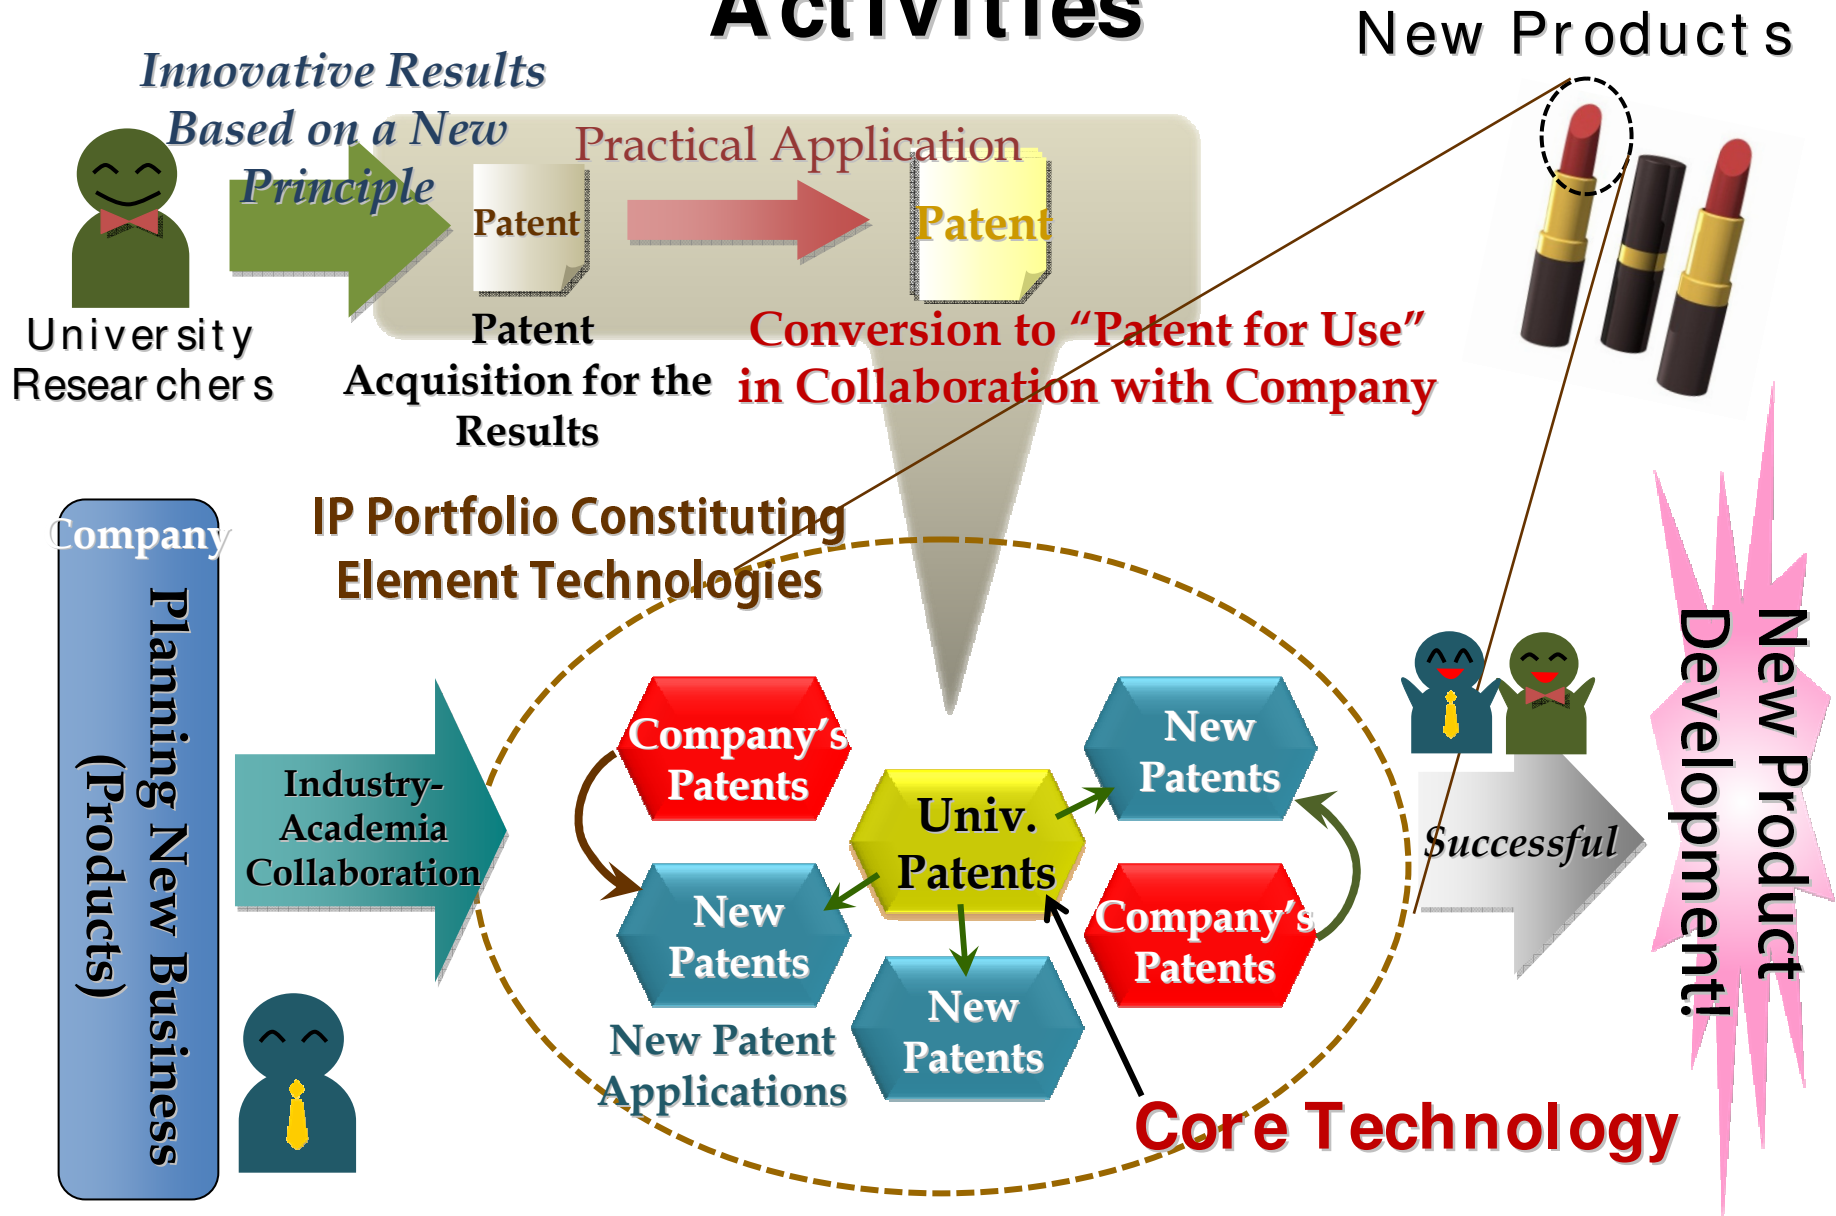 Activities
New Products
Innovative Results
Based on a New
Principle
Practical Application
Patent
Patent
University
Researchers
Patent
Acquisition for the
Results
Conversion to “Patent for Use”
in Collaboration with Company
IP Portfolio Constituting
Element Technologies
Company
Planning New Business
(Products)
Industry-
Academia
Collaboration
Company’s
Patents
New
Patents
Univ.
Patents
New
Patents
Company’s
Patents
New
Patents
New Patent
Applications
Core Technology
Successful
New Product
Development!